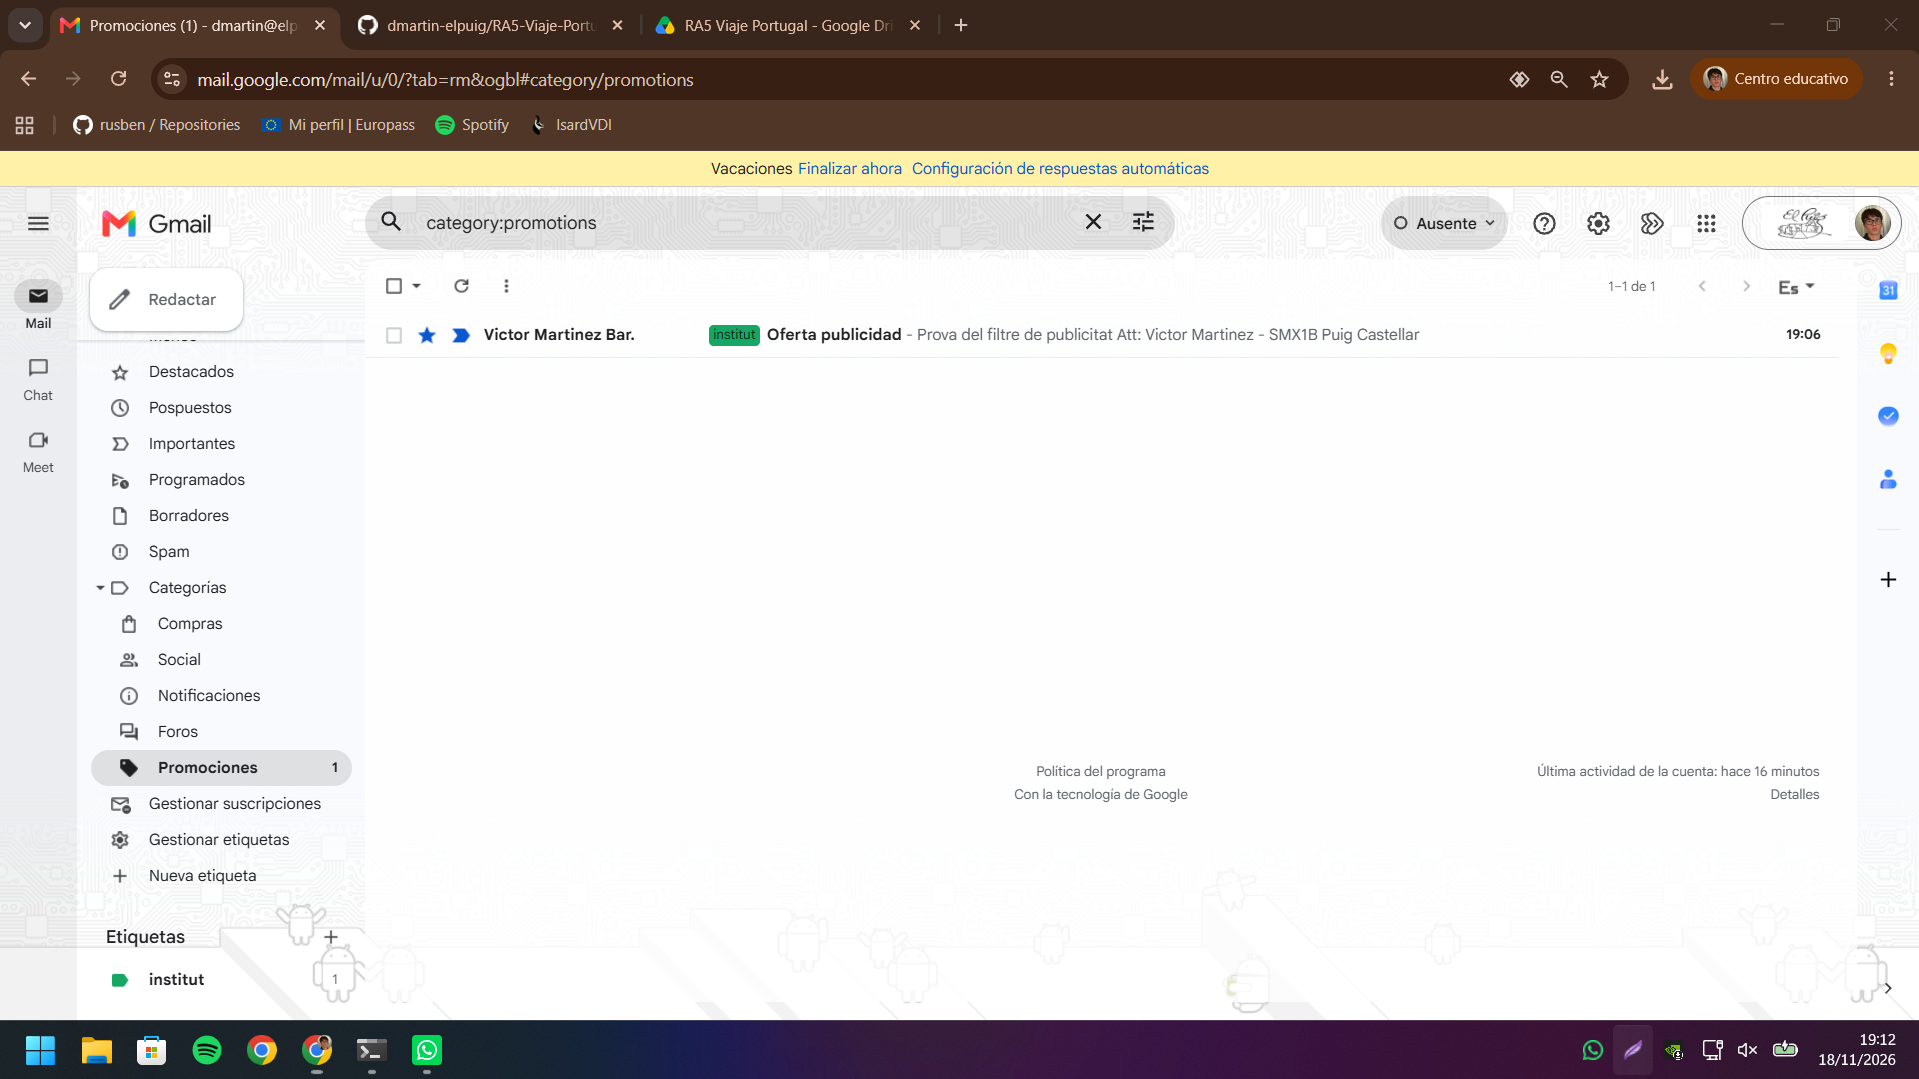 Promociones (1) - dmartin@elp
dmartin-elpuig/RA5-Viaje-Portu
RA5 Viaje Portugal - Google Dri
mail.google.com/mail/u/0/?tab=rm&ogbl#category/promotions
Centro educativo
rusben / Repositories
Mi perfil | Europass
Spotify
IsardVDI
Vacaciones Finalizar ahora Configuración de respuestas automáticas
Gmail
category:promotions
Ausente
El Puig
Redactar
1–1 de 1
Es
31
Mail
Chat
Meet
Victor Martinez Bar.
institut Oferta publicidad - Prova del filtre de publicitat Att: Victor Martinez - SMX1B Puig Castellar
19:06
Destacados
Pospuestos
Importantes
Programados
Borradores
Spam
Categorías
Compras
Social
Notificaciones
Foros
Promociones 1
Gestionar suscripciones
Gestionar etiquetas
Nueva etiqueta
Etiquetas
institut 1
Política del programa
Con la tecnología de Google
Última actividad de la cuenta: hace 16 minutos
Detalles
19:12
18/11/2026